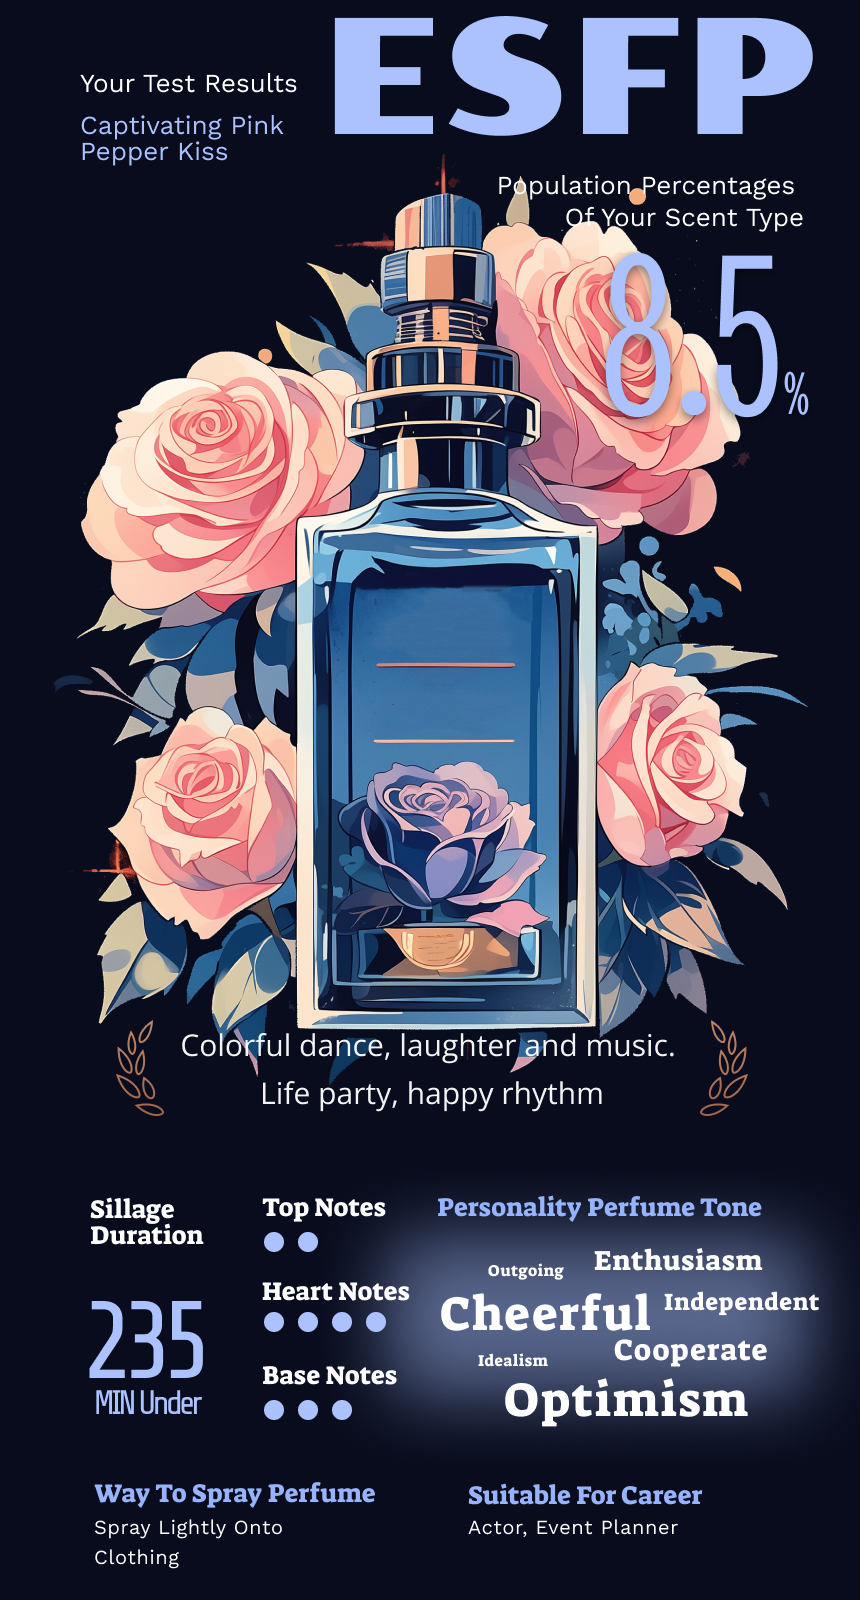 ESFP
Your Test Results
Captivating Pink
Pepper Kiss
Population Percentages
Of Your Scent Type
8.5%
Colorful dance, laughter and music.
Life party, happy rhythm
Sillage
Duration
235
MIN Under
Top Notes
Heart Notes
Base Notes
Personality Perfume Tone
Outgoing
Enthusiasm
Cheerful
Independent
Idealism
Cooperate
Optimism
Way To Spray Perfume
Spray Lightly Onto
Clothing
Suitable For Career
Actor, Event Planner